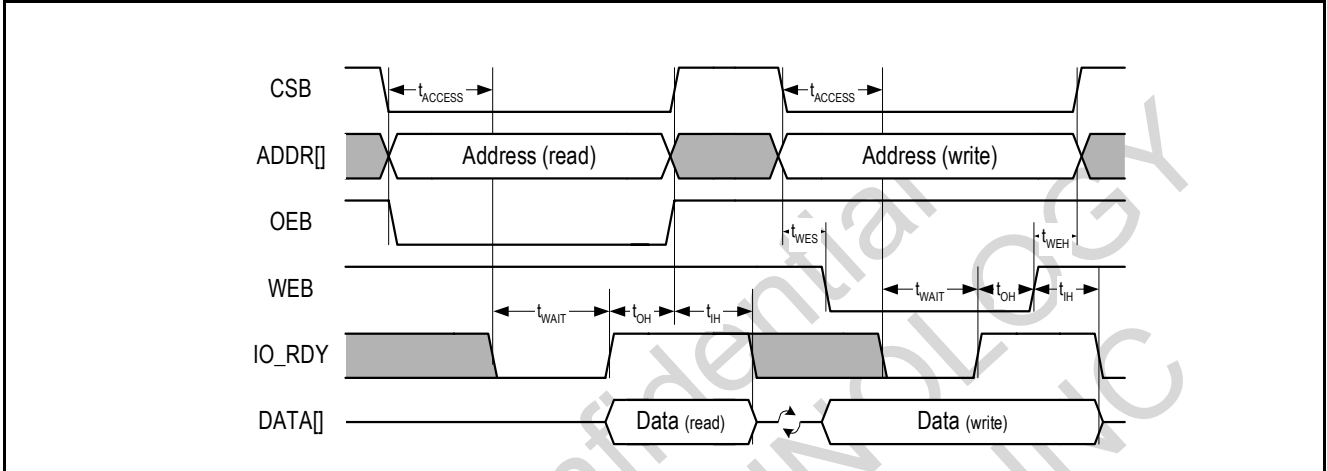 CSB
tACCESS
tACCESS
ADDR[]
Address (read)
Address (write)
OEB
tWES
tWEH
WEB
tWAIT
tOH
tIH
tWAIT
tOH
tIH
IO_RDY
DATA[]
Data (read)
Data (write)